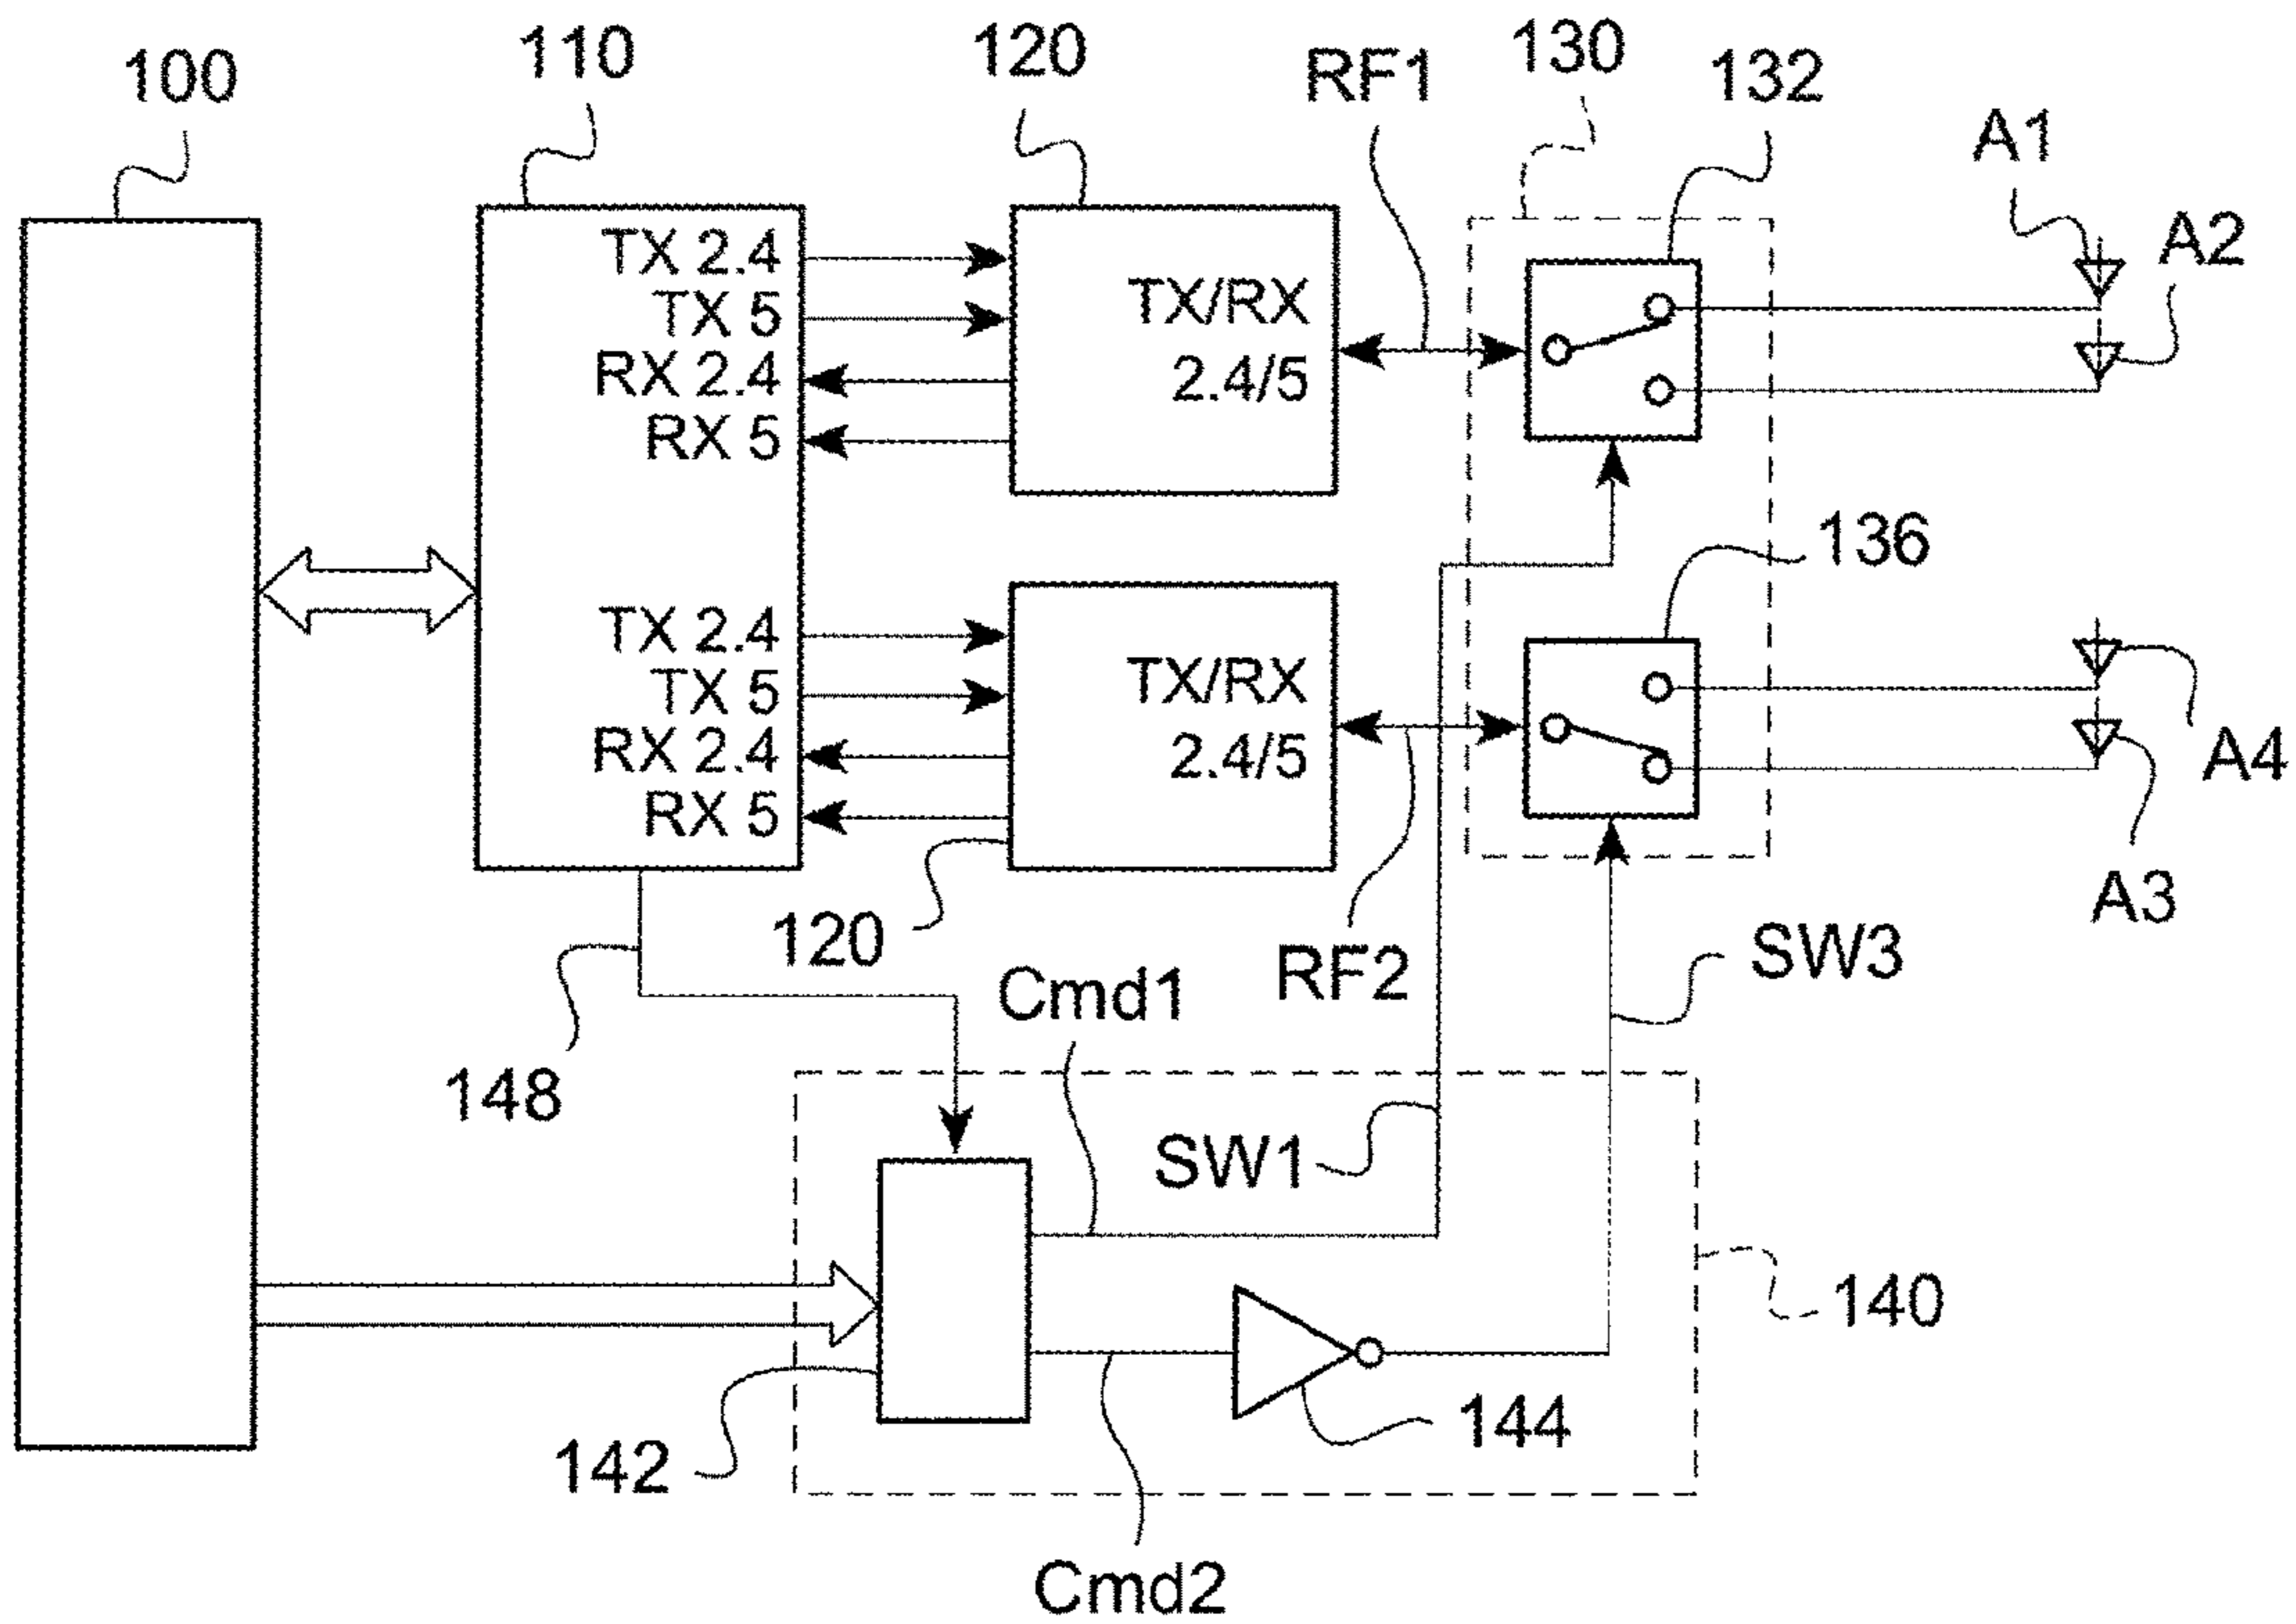 100
110
120
RF1
130
132
A1
A2
TX 2.4
TX 5
RX 2.4
RX 5
TX/RX
2.4/5
136
TX 2.4
TX 5
RX 2.4
RX 5
TX/RX
2.4/5
A4
A3
120
RF2
SW3
Cmd1
148
SW1
140
144
142
Cmd2